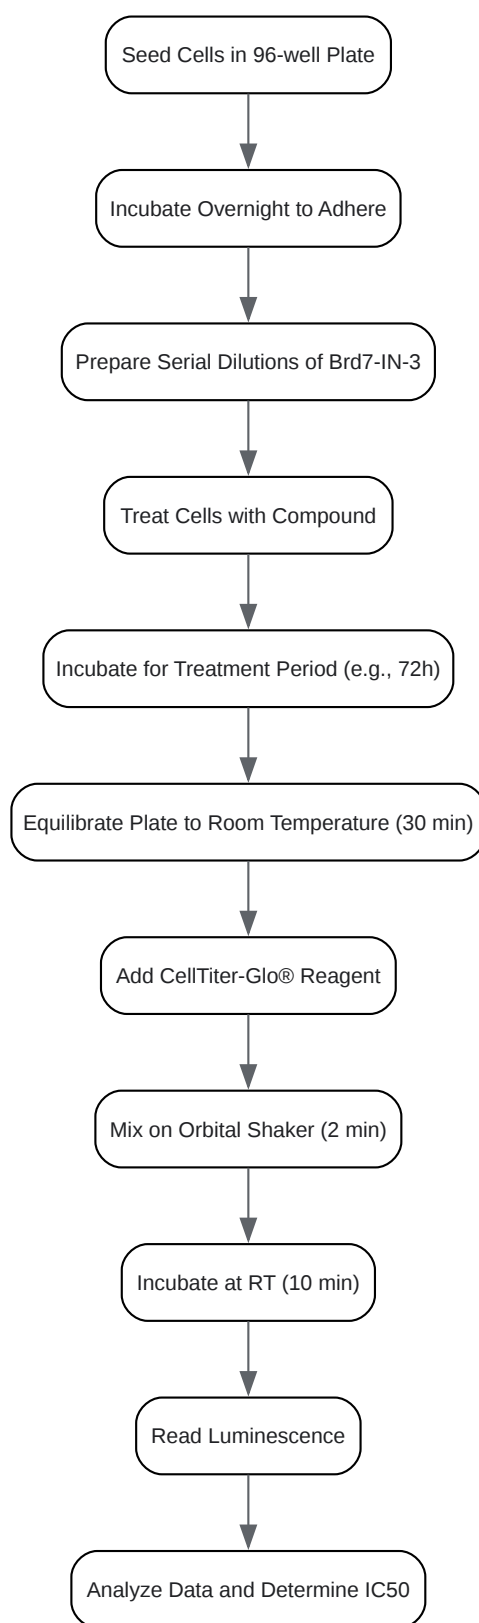 Seed Cells in 96-well Plate
Incubate Overnight to Adhere
Prepare Serial Dilutions of Brd7-IN-3
Treat Cells with Compound
Incubate for Treatment Period (e.g., 72h)
Equilibrate Plate to Room Temperature (30 min)
Add CellTiter-Glo® Reagent
Mix on Orbital Shaker (2 min)
Incubate at RT (10 min)
Read Luminescence
Analyze Data and Determine IC50